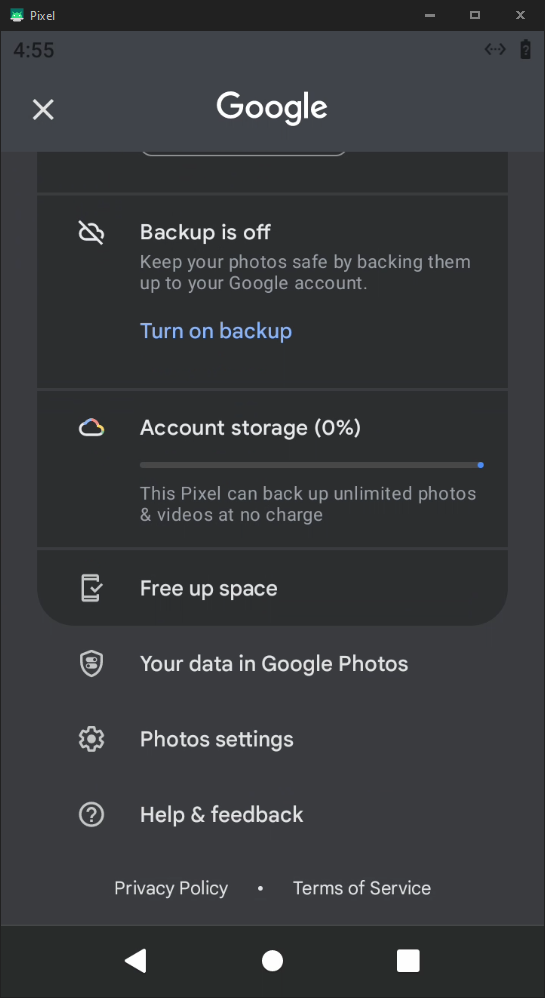 Pixel
4:55
Google
Backup is off
Keep your photos safe by backing them
up to your Google account.
Turn on backup
Account storage (0%)
This Pixel can back up unlimited photos
& videos at no charge
Free up space
Your data in Google Photos
Photos settings
Help & feedback
Privacy Policy • Terms of Service